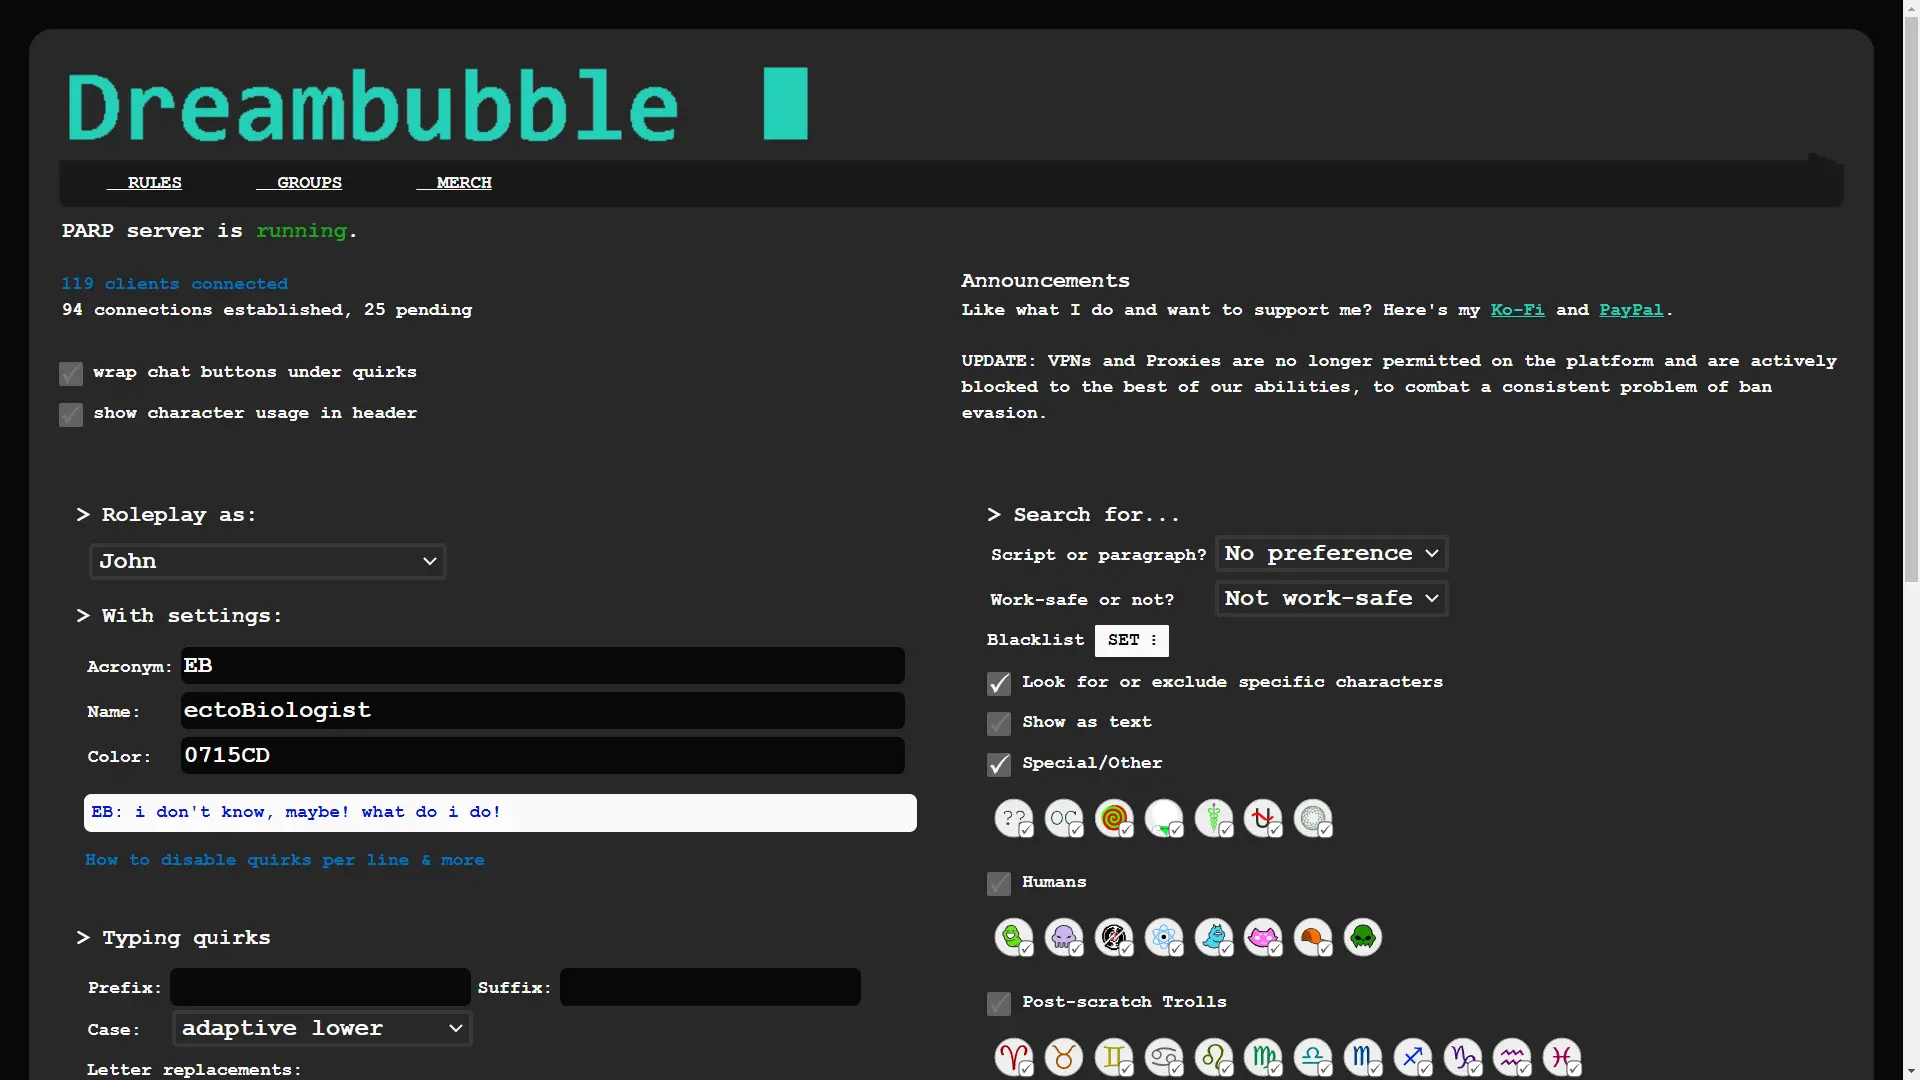 Dreambubble
RULES GROUPS MERCH
PARP server is running.
119 clients connected
94 connections established, 25 pending
wrap chat buttons under quirks
show character usage in header
Announcements
Like what I do and want to support me? Here's my Ko-Fi and PayPal.
UPDATE: VPNs and Proxies are no longer permitted on the platform and are actively
blocked to the best of our abilities, to combat a consistent problem of ban
evasion.
> Roleplay as:
John
> With settings:
Acronym: EB
Name: ectoBiologist
Color: 0715CD
EB: i don't know, maybe! what do i do!
How to disable quirks per line & more
> Typing quirks
Prefix: Suffix:
Case: adaptive lower
Letter replacements:
> Search for...
Script or paragraph? No preference
Work-safe or not? Not work-safe
Blacklist SET :
Look for or exclude specific characters
Show as text
Special/Other
?? OC
Humans
Post-scratch Trolls
♈ ♉ ♊ ♋ ♌ ♍ ♎ ♏ ♐ ♑ ♒ ♓